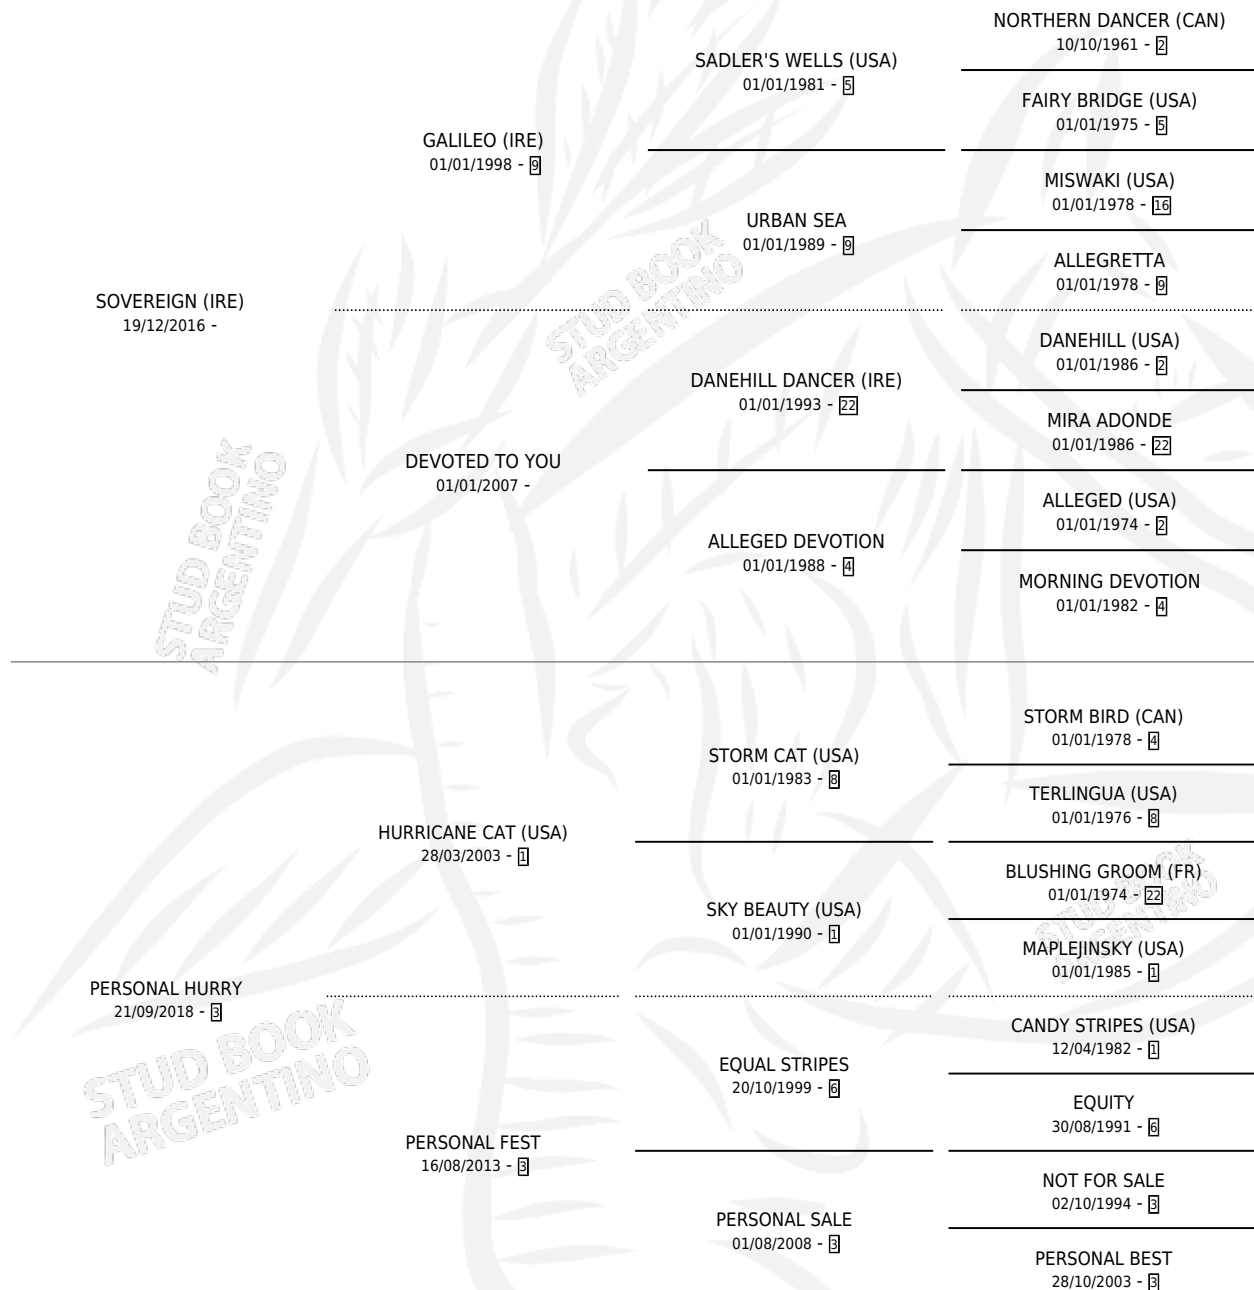 NORTHERN DANCER (CAN)
10/10/1961 - 2
SADLER'S WELLS (USA)
01/01/1981 - 5
FAIRY BRIDGE (USA)
01/01/1975 - 5
GALILEO (IRE)
01/01/1998 - 9
MISWAKI (USA)
01/01/1978 - 16
URBAN SEA
01/01/1989 - 9
ALLEGRETTA
01/01/1978 - 9
SOVEREIGN (IRE)
19/12/2016 -
STUD BOOK
ARGENTINO
DANEHILL (USA)
01/01/1986 - 2
DANEHILL DANCER (IRE)
01/01/1993 - 22
MIRA ADONDE
01/01/1986 - 22
DEVOTED TO YOU
01/01/2007 -
ALLEGED (USA)
01/01/1974 - 2
ALLEGED DEVOTION
01/01/1988 - 4
MORNING DEVOTION
01/01/1982 - 4
STUD BOOK
ARGENTINO
STORM BIRD (CAN)
01/01/1978 - 4
STORM CAT (USA)
01/01/1983 - 8
TERLINGUA (USA)
01/01/1976 - 8
HURRICANE CAT (USA)
28/03/2003 - 1
BLUSHING GROOM (FR)
01/01/1974 - 22
STUD BOOK
ARGENTINO
SKY BEAUTY (USA)
01/01/1990 - 1
MAPLEJINSKY (USA)
01/01/1985 - 1
PERSONAL HURRY
21/09/2018 - 3
STUD BOOK
ARGENTINO
CANDY STRIPES (USA)
12/04/1982 - 1
EQUAL STRIPES
20/10/1999 - 6
EQUITY
30/08/1991 - 6
PERSONAL FEST
16/08/2013 - 3
NOT FOR SALE
02/10/1994 - 3
PERSONAL SALE
01/08/2008 - 3
PERSONAL BEST
28/10/2003 - 3